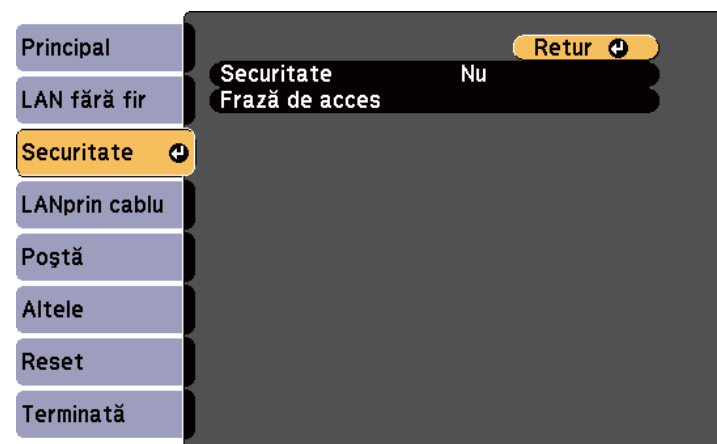 Principal
LAN fără fir
Securitate
LANprin cablu
Poştă
Altele
Reset
Terminată
Retur
Securitate Nu
Frază de acces